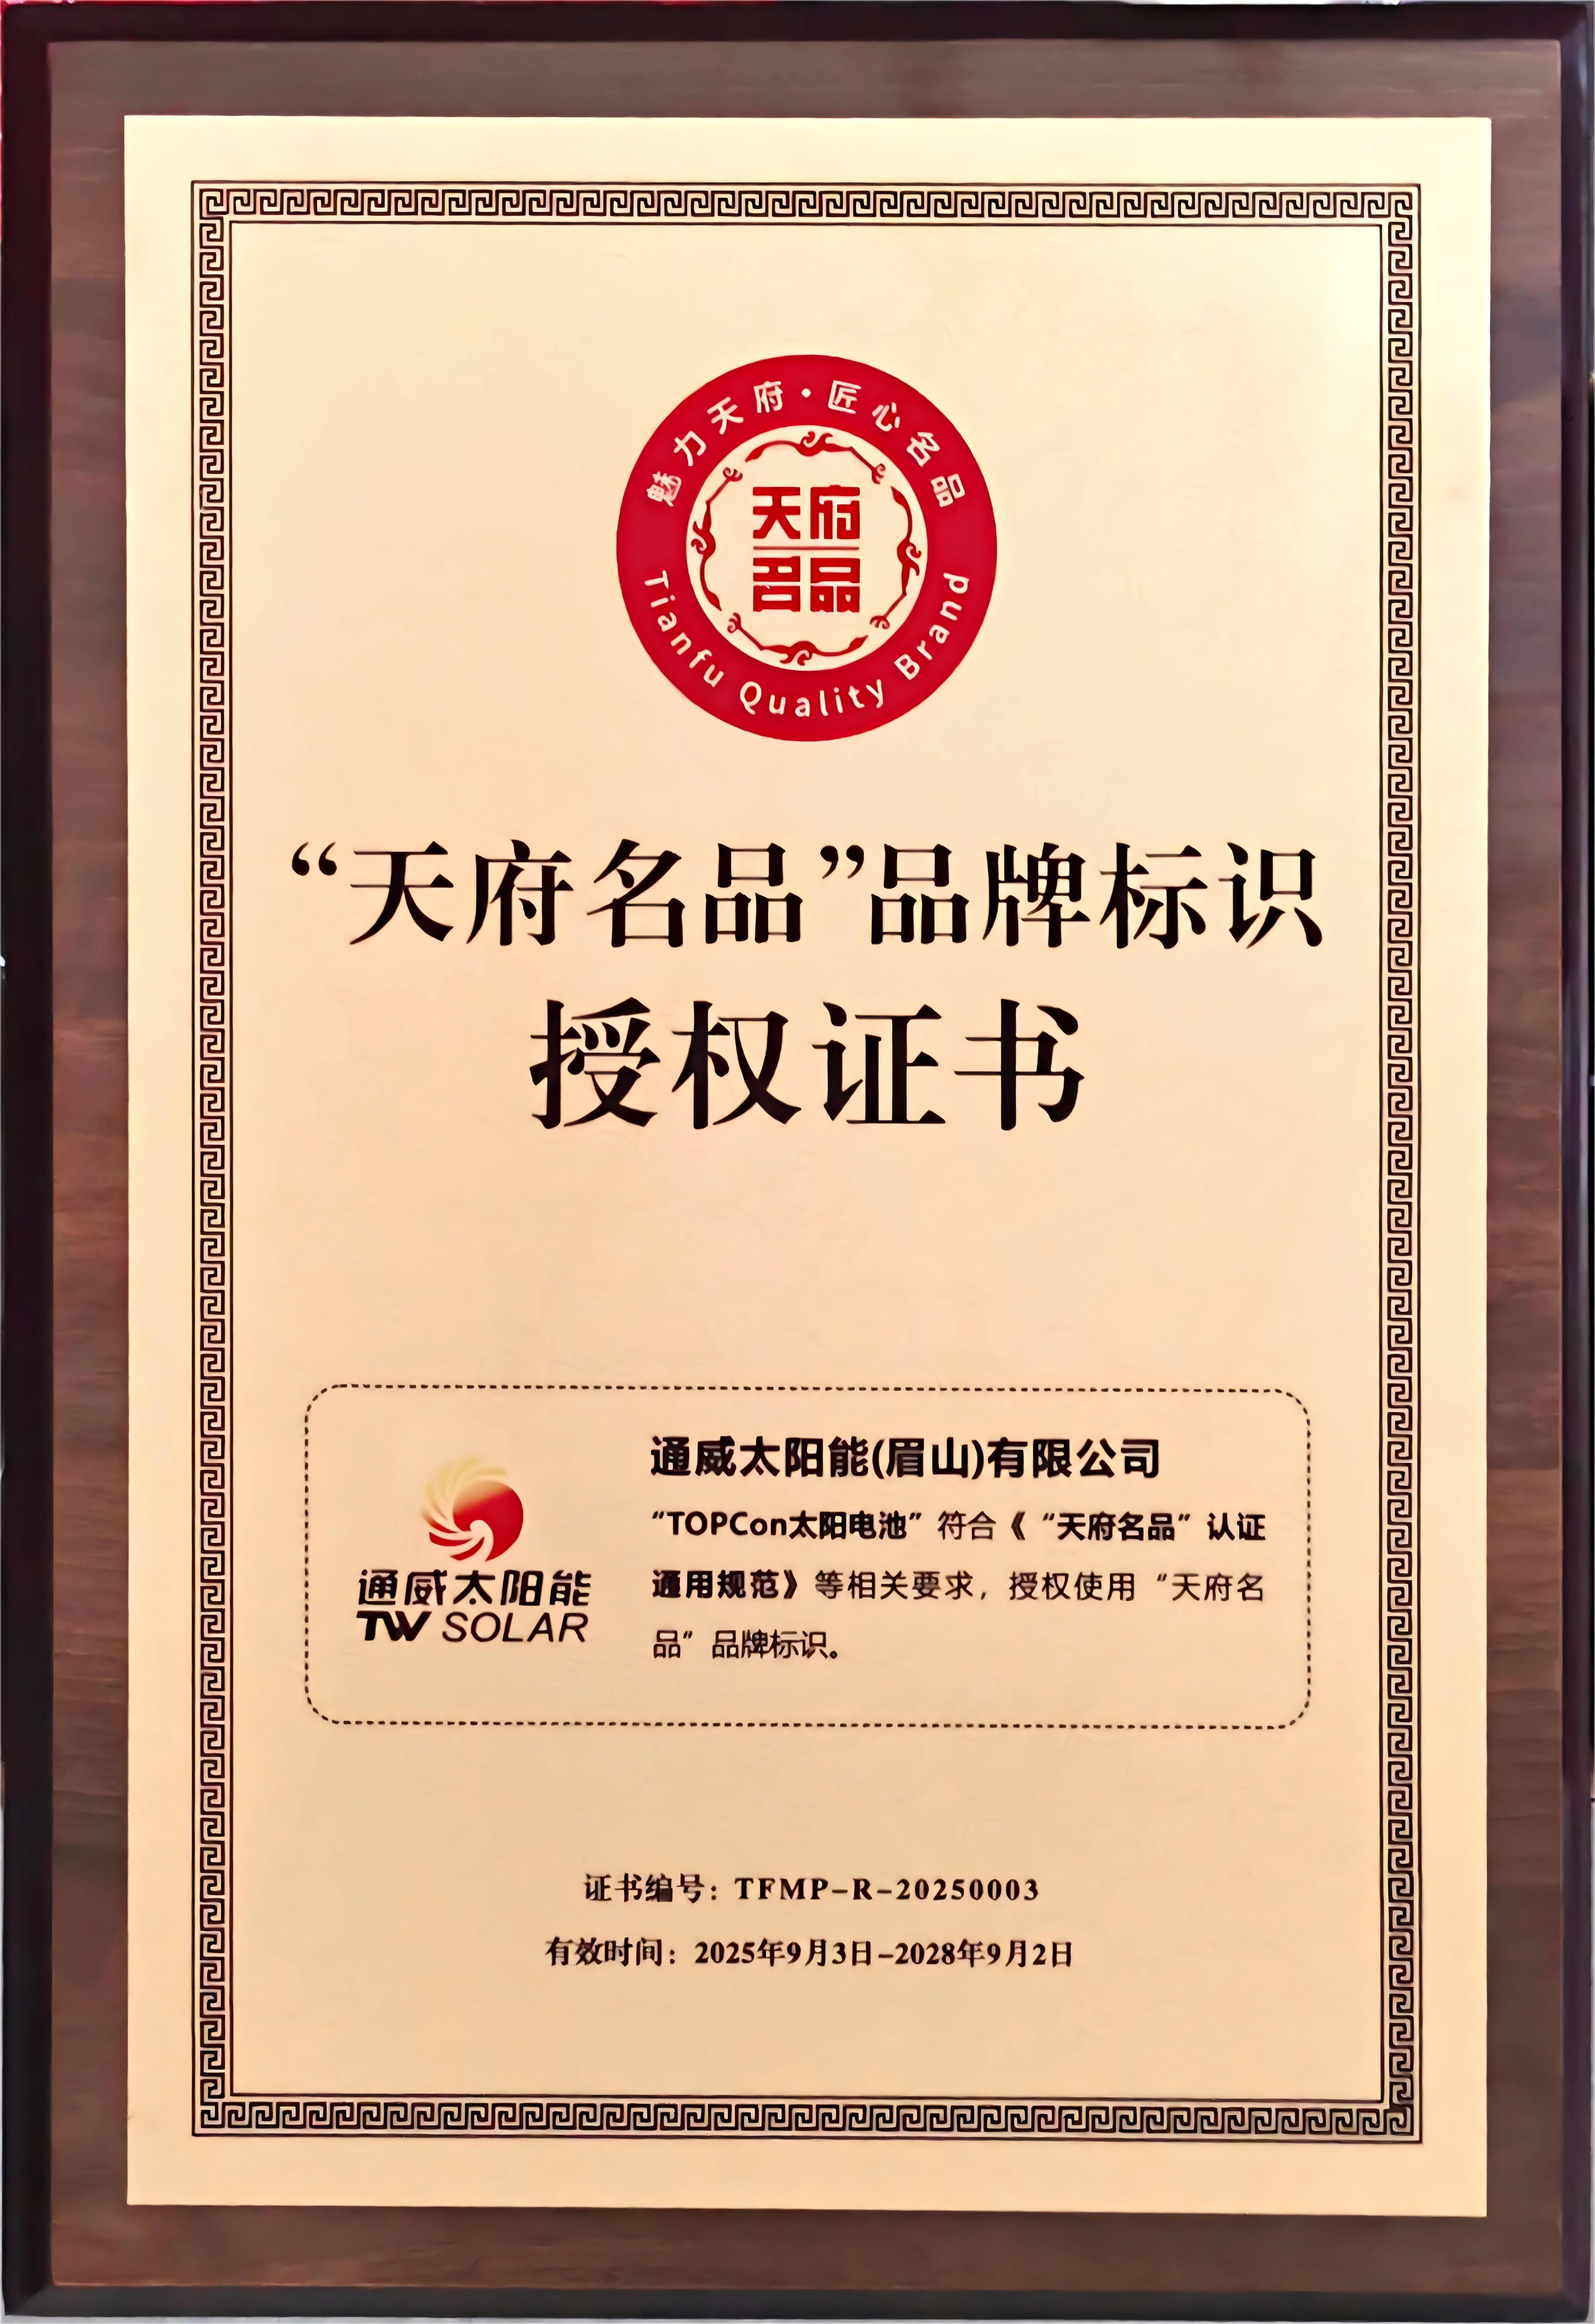 魅力天府·匠心名品
天府
名品
Tianfu Quality Brand
“天府名品”品牌标识
授权证书
通威太阳能
TW SOLAR
通威太阳能(眉山)有限公司
“TOPCon太阳电池”符合《“天府名品”认证
通用规范》等相关要求，授权使用“天府名
品”品牌标识。
证书编号：TFMP-R-20250003
有效时间：2025年9月3日-2028年9月2日